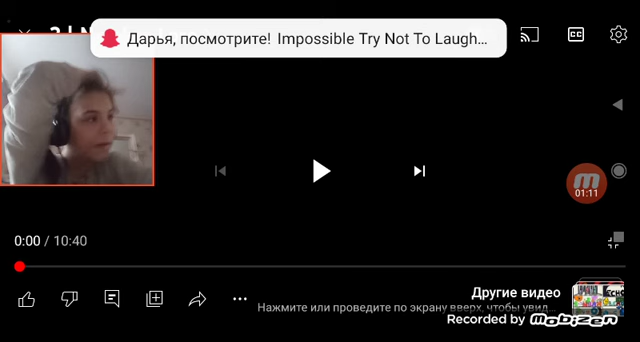 Дарья, посмотрите! Impossible Try Not To Laugh...
CC
01:11
0:00 / 10:40
Другие видео
Нажмите или проведите по экрану вверх, чтобы увид...
Recorded by Mobizen